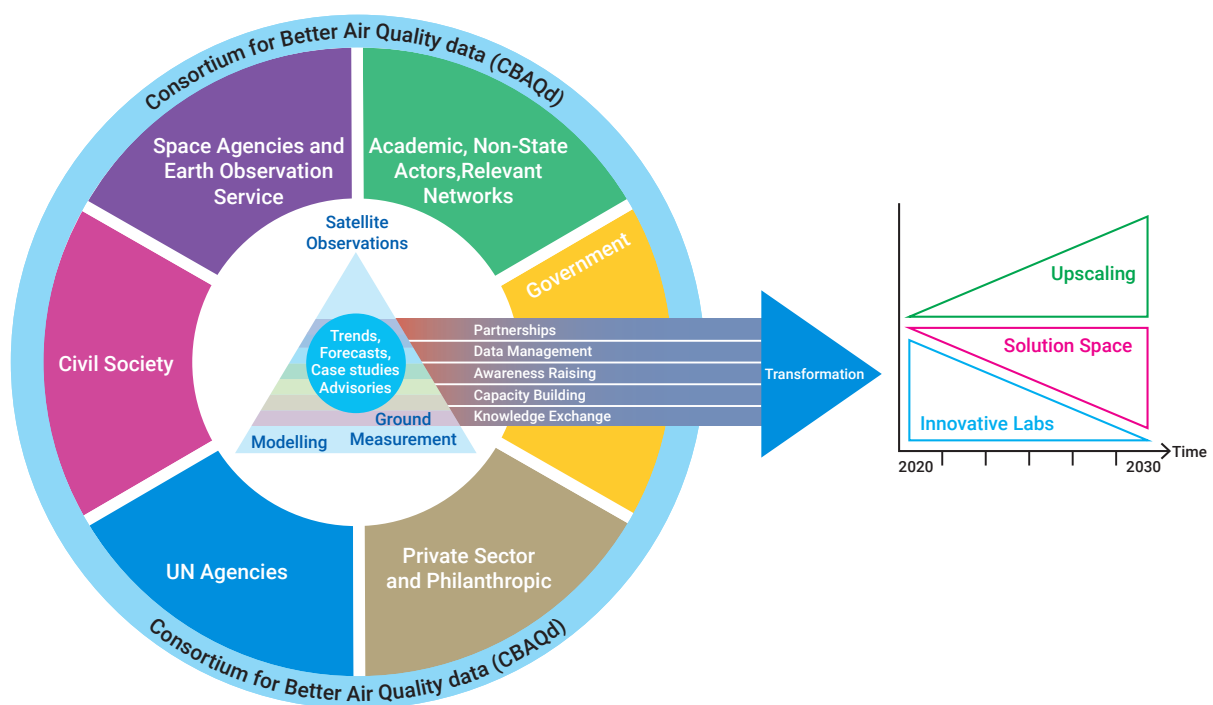 Consortium for Better Air Quality data (CBAQd)
Space Agencies and
Earth Observation
Service
Academic, Non-State
Actors,Relevant
Networks
Government
Civil Society
UN Agencies
Private Sector
and Philanthropic
Consortium for Better Air Quality data (CBAQd)
Satellite
Observations
Trends,
Forecasts,
Case studies
Advisories
Modelling
Ground
Measurement
Partnerships
Data Management
Awareness Raising
Capacity Building
Knowledge Exchange
Transformation
Upscaling
Solution Space
Innovative Labs
Time
2020
2030